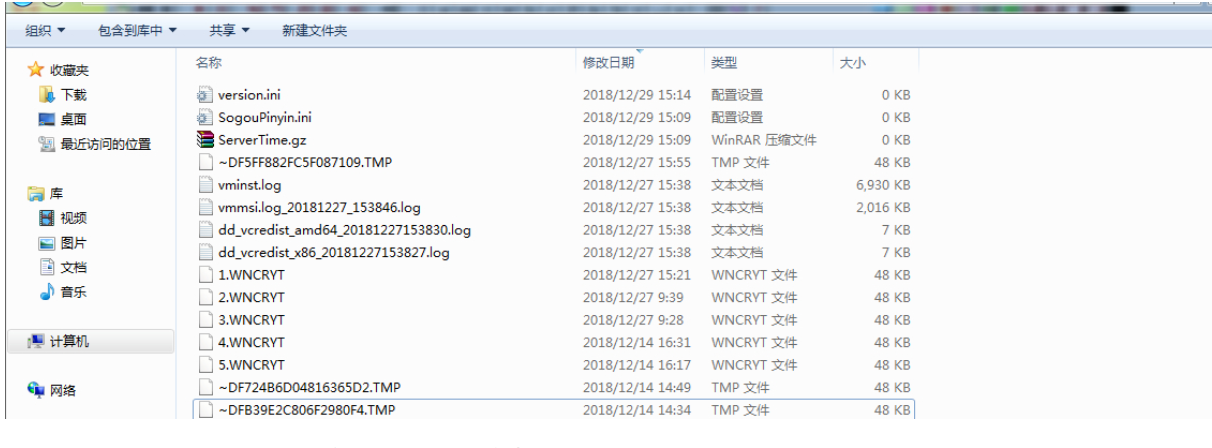 组织 包含到库中 共享 新建文件夹
收藏夹
下载
桌面
最近访问的位置
库
视频
图片
文档
音乐
计算机
网络
名称 修改日期 类型 大小
version.ini 2018/12/29 15:14 配置设置 0 KB
SogouPinyin.ini 2018/12/29 15:09 配置设置 0 KB
ServerTime.gz 2018/12/29 15:09 WinRAR 压缩文件 0 KB
~DF5FF882FC5F087109.TMP 2018/12/27 15:55 TMP 文件 48 KB
vminst.log 2018/12/27 15:38 文本文档 6,930 KB
vmmsi.log_20181227_153846.log 2018/12/27 15:38 文本文档 2,016 KB
dd_vcredist_amd64_20181227153830.log 2018/12/27 15:38 文本文档 7 KB
dd_vcredist_x86_20181227153827.log 2018/12/27 15:38 文本文档 7 KB
1.WNCRYT 2018/12/27 15:21 WNCRYT 文件 48 KB
2.WNCRYT 2018/12/27 9:39 WNCRYT 文件 48 KB
3.WNCRYT 2018/12/27 9:28 WNCRYT 文件 48 KB
4.WNCRYT 2018/12/14 16:31 WNCRYT 文件 48 KB
5.WNCRYT 2018/12/14 16:17 WNCRYT 文件 48 KB
~DF724B6D04816365D2.TMP 2018/12/14 14:49 TMP 文件 48 KB
~DFB39E2C806F2980F4.TMP 2018/12/14 14:34 TMP 文件 48 KB